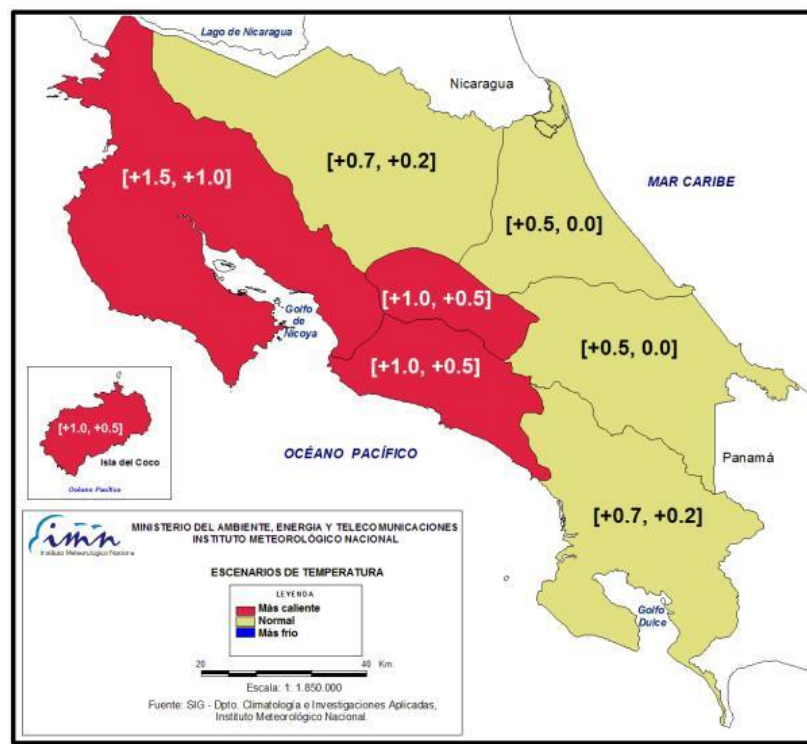 Lago de Nicaragua
Nicaragua
[+0.7, +0.2]
[+1.5, +1.0]
MAR CARIBE
[+0.5, 0.0]
[+1.0, +0.5]
Golfo
de
Nicoya
[+0.5, 0.0]
[+1.0, +0.5]
[+1.0, +0.5]
Isla del Coco
Océano Pacífico
OCÉANO PACÍFICO
Panamá
[+0.7, +0.2]
Golfo
Dulce
imn
Instituto Meteorológico Nacional
MINISTERIO DEL AMBIENTE, ENERGIA Y TELECOMUNICACIONES
INSTITUTO METEOROLÓGICO NACIONAL
ESCENARIOS DE TEMPERATURA
LEYENDA
Más caliente
Normal
Más frío
20 0 40 Km.
Escala: 1: 1.850.000
Fuente: SIG - Dpto. Climatología e Investigaciones Aplicadas,
Instituto Meteorológico Nacional.